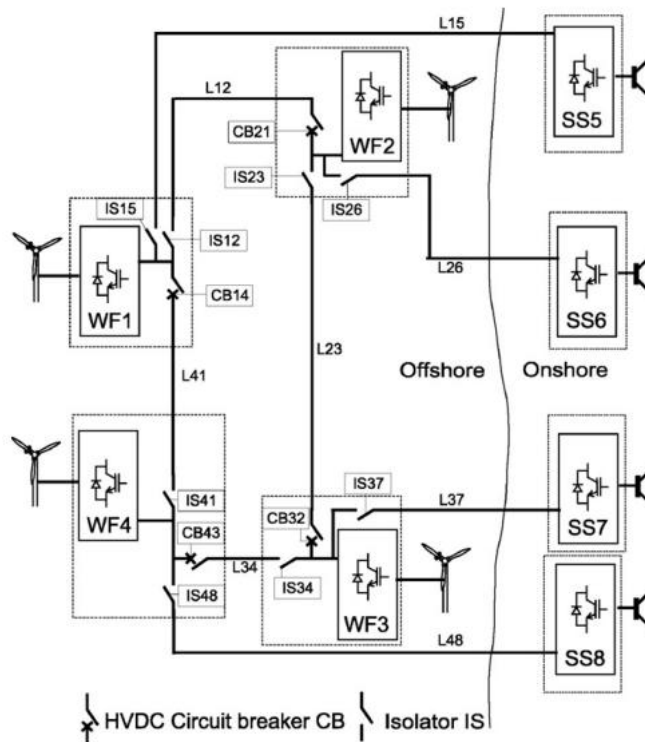 L15
L12
SS5
CB21
WF2
IS23
IS26
IS15
IS12
L26
SS6
WF1
CB14
L23
L41
Offshore
Onshore
IS37
L37
IS41
WF4
CB43
CB32
SS7
L34
IS34
IS48
WF3
L48
SS8
HVDC Circuit breaker CB
Isolator IS